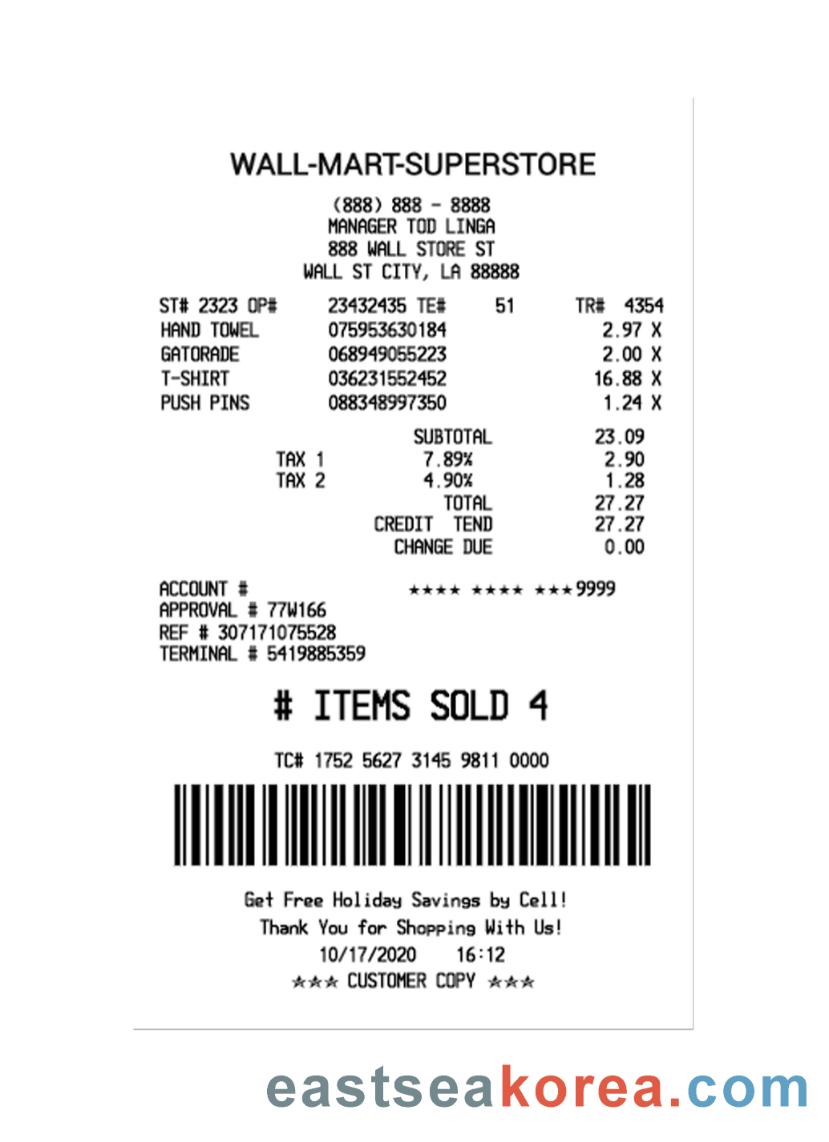 WALL-MART-SUPERSTORE
(888) 888 - 8888
MANAGER TOD LINGA
888 WALL STORE ST
WALL ST CITY, LA 88888
ST# 2323 OP# 23432435 TE# 51 TR# 4354
HAND TOWEL 075953630184 2.97 X
GATORADE 068949055223 2.00 X
T-SHIRT 036231552452 16.88 X
PUSH PINS 088348997350 1.24 X
SUBTOTAL 23.09
TAX 1 7.89% 2.90
TAX 2 4.90% 1.28
TOTAL 27.27
CREDIT TEND 27.27
CHANGE DUE 0.00
ACCOUNT # **** **** ***9999
APPROVAL # 77W166
REF # 307171075528
TERMINAL # 5419885359
# ITEMS SOLD 4
TC# 1752 5627 3145 9811 0000
Get Free Holiday Savings by Cell!
Thank You for Shopping With Us!
10/17/2020 16:12
*** CUSTOMER COPY ***
eastseakorea.com